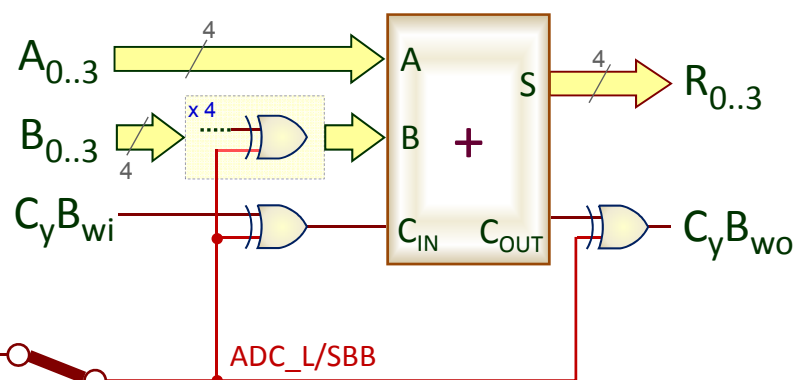 4
A0..3
A
S
4
R0..3
x 4
B0..3
4
B
+
CyBwi
CIN
COUT
CyBwo
ADC_L/SBB